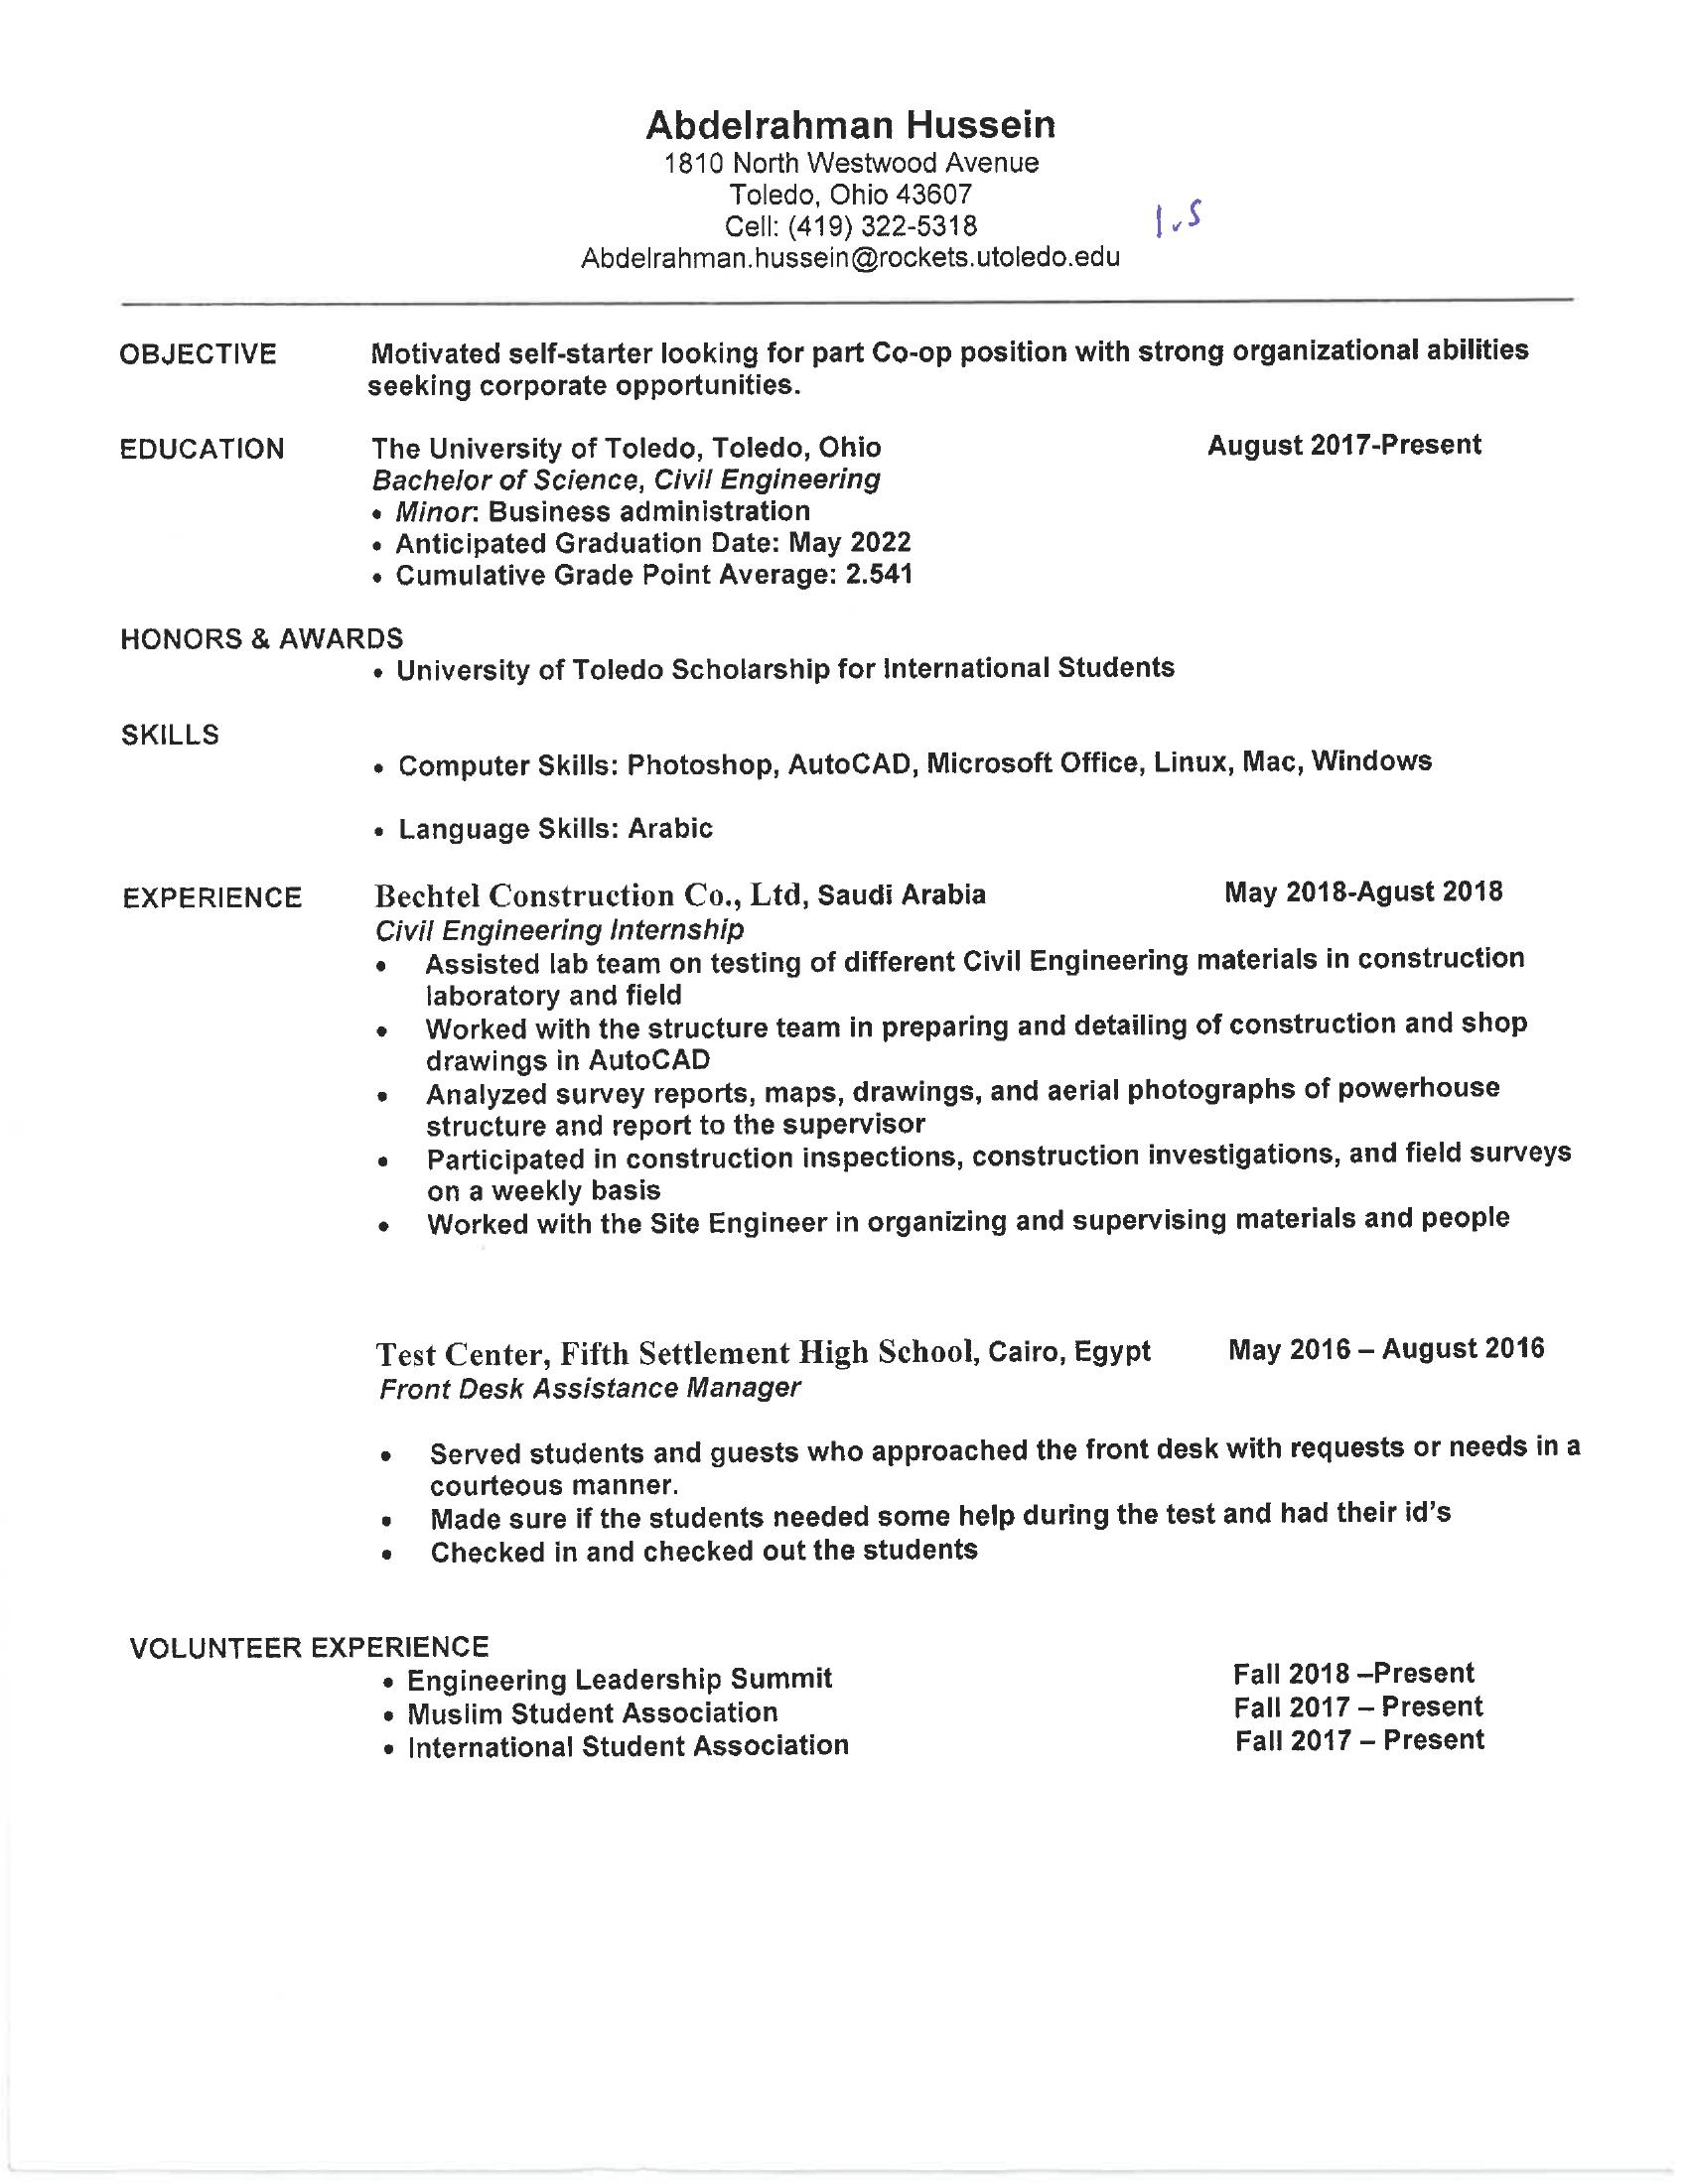 Abdelrahman Hussein
1810 North Westwood Avenue
Toledo, Ohio 43607
Cell: (419) 322-5318
1.5
Abdelrahman.hussein@rockets.utoledo.edu
OBJECTIVE Motivated self-starter looking for part Co-op position with strong organizational abilities
seeking corporate opportunities.
EDUCATION The University of Toledo, Toledo, Ohio August 2017-Present
Bachelor of Science, Civil Engineering
• Minor: Business administration
• Anticipated Graduation Date: May 2022
• Cumulative Grade Point Average: 2.541
HONORS & AWARDS
• University of Toledo Scholarship for International Students
SKILLS
• Computer Skills: Photoshop, AutoCAD, Microsoft Office, Linux, Mac, Windows
• Language Skills: Arabic
EXPERIENCE Bechtel Construction Co., Ltd, Saudi Arabia May 2018-Agust 2018
Civil Engineering Internship
• Assisted lab team on testing of different Civil Engineering materials in construction
laboratory and field
• Worked with the structure team in preparing and detailing of construction and shop
drawings in AutoCAD
• Analyzed survey reports, maps, drawings, and aerial photographs of powerhouse
structure and report to the supervisor
• Participated in construction inspections, construction investigations, and field surveys
on a weekly basis
• Worked with the Site Engineer in organizing and supervising materials and people
Test Center, Fifth Settlement High School, Cairo, Egypt May 2016 – August 2016
Front Desk Assistance Manager
• Served students and guests who approached the front desk with requests or needs in a
courteous manner.
• Made sure if the students needed some help during the test and had their id's
• Checked in and checked out the students
VOLUNTEER EXPERIENCE
• Engineering Leadership Summit Fall 2018 –Present
• Muslim Student Association Fall 2017 – Present
• International Student Association Fall 2017 – Present